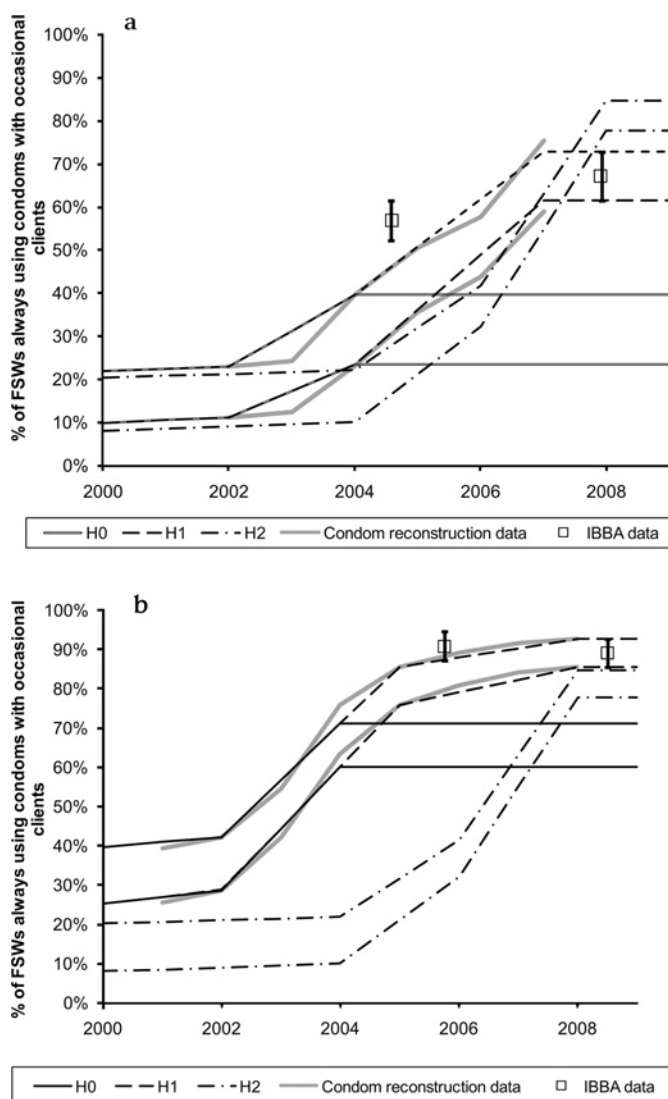 a
100%
90%
80%
70%
60%
50%
40%
30%
20%
10%
0%
% of FSWs always using condoms with occasional
clients
2000 2002 2004 2006 2008
H0 H1 H2 Condom reconstruction data IBBA data
b
100%
90%
80%
70%
60%
50%
40%
30%
20%
10%
0%
% of FSWs always using condoms with occasional
clients
2000 2002 2004 2006 2008
H0 H1 H2 Condom reconstruction data IBBA data